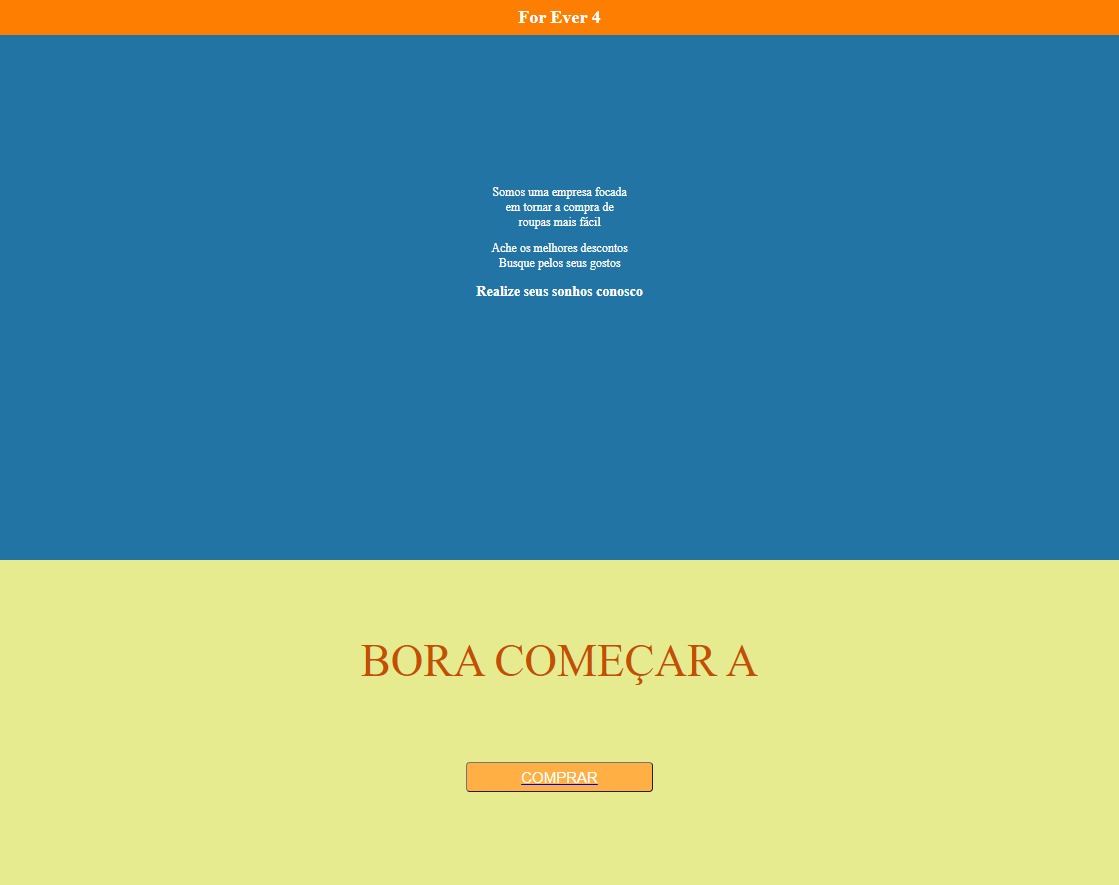 For Ever 4
Somos uma empresa focada
em tornar a compra de
roupas mais fácil
Ache os melhores descontos
Busque pelos seus gostos
Realize seus sonhos conosco
BORA COMEÇAR A
COMPRAR